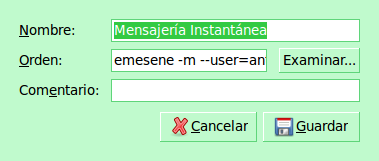 Nombre: Mensajería Instantánea
Orden: emesene -m --user=an Examinar...
Comentario:
Cancelar Guardar